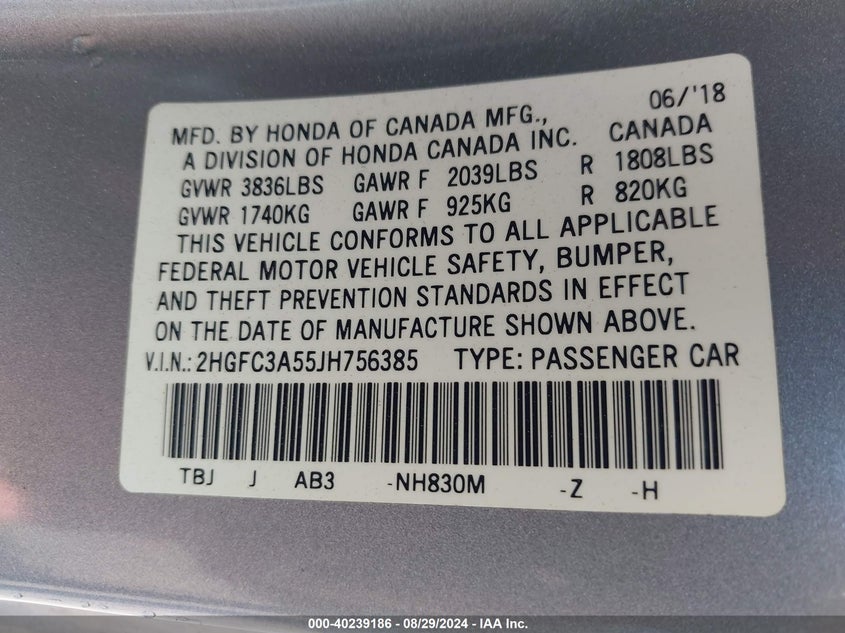 06/'18
MFD. BY HONDA OF CANADA MFG.,
A DIVISION OF HONDA CANADA INC. CANADA
GVWR 3836LBS GAWR F 2039LBS R 1808LBS
GVWR 1740KG GAWR F 925KG R 820KG
THIS VEHICLE CONFORMS TO ALL APPLICABLE
FEDERAL MOTOR VEHICLE SAFETY, BUMPER,
AND THEFT PREVENTION STANDARDS IN EFFECT
ON THE DATE OF MANUFACTURE SHOWN ABOVE.
V.I.N.: 2HGFC3A55JH756385 TYPE: PASSENGER CAR
TBJ J AB3 -NH830M -Z -H
000-40239186 - 08/29/2024 - IAA Inc.